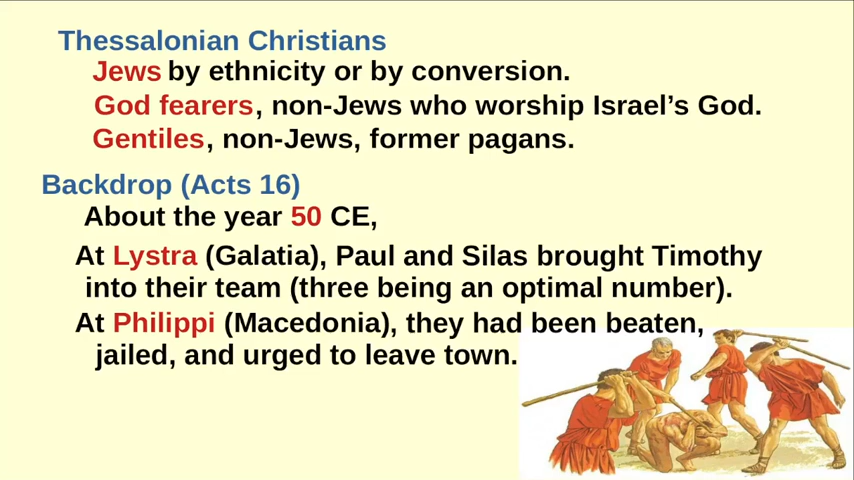 Thessalonian Christians
Jews by ethnicity or by conversion.
God fearers, non-Jews who worship Israel’s God.
Gentiles, non-Jews, former pagans.
Backdrop (Acts 16)
About the year 50 CE,
At Lystra (Galatia), Paul and Silas brought Timothy
into their team (three being an optimal number).
At Philippi (Macedonia), they had been beaten,
jailed, and urged to leave town.